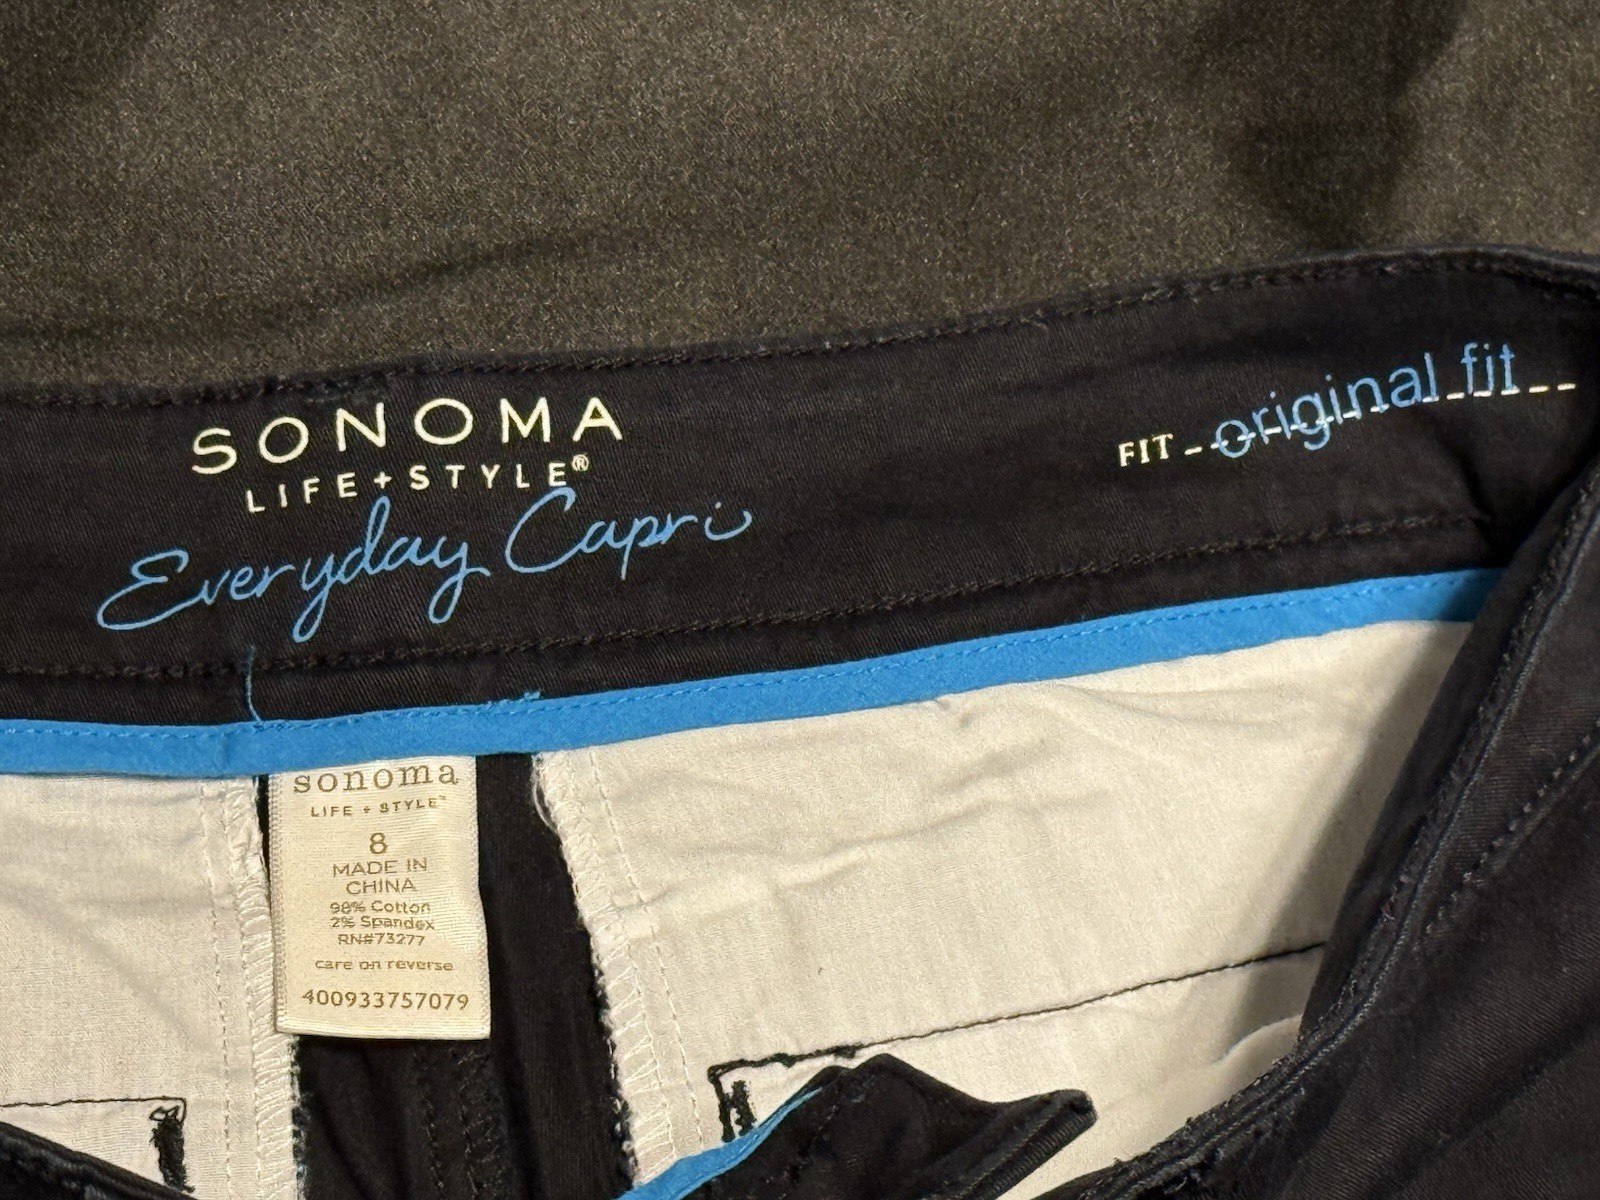 SONOMA
LIFE+STYLE®
Everyday Capri
FIT original fit
sonoma
LIFE + STYLE™
8
MADE IN
CHINA
98% Cotton
2% Spandex
RN#73277
care on reverse
400933757079